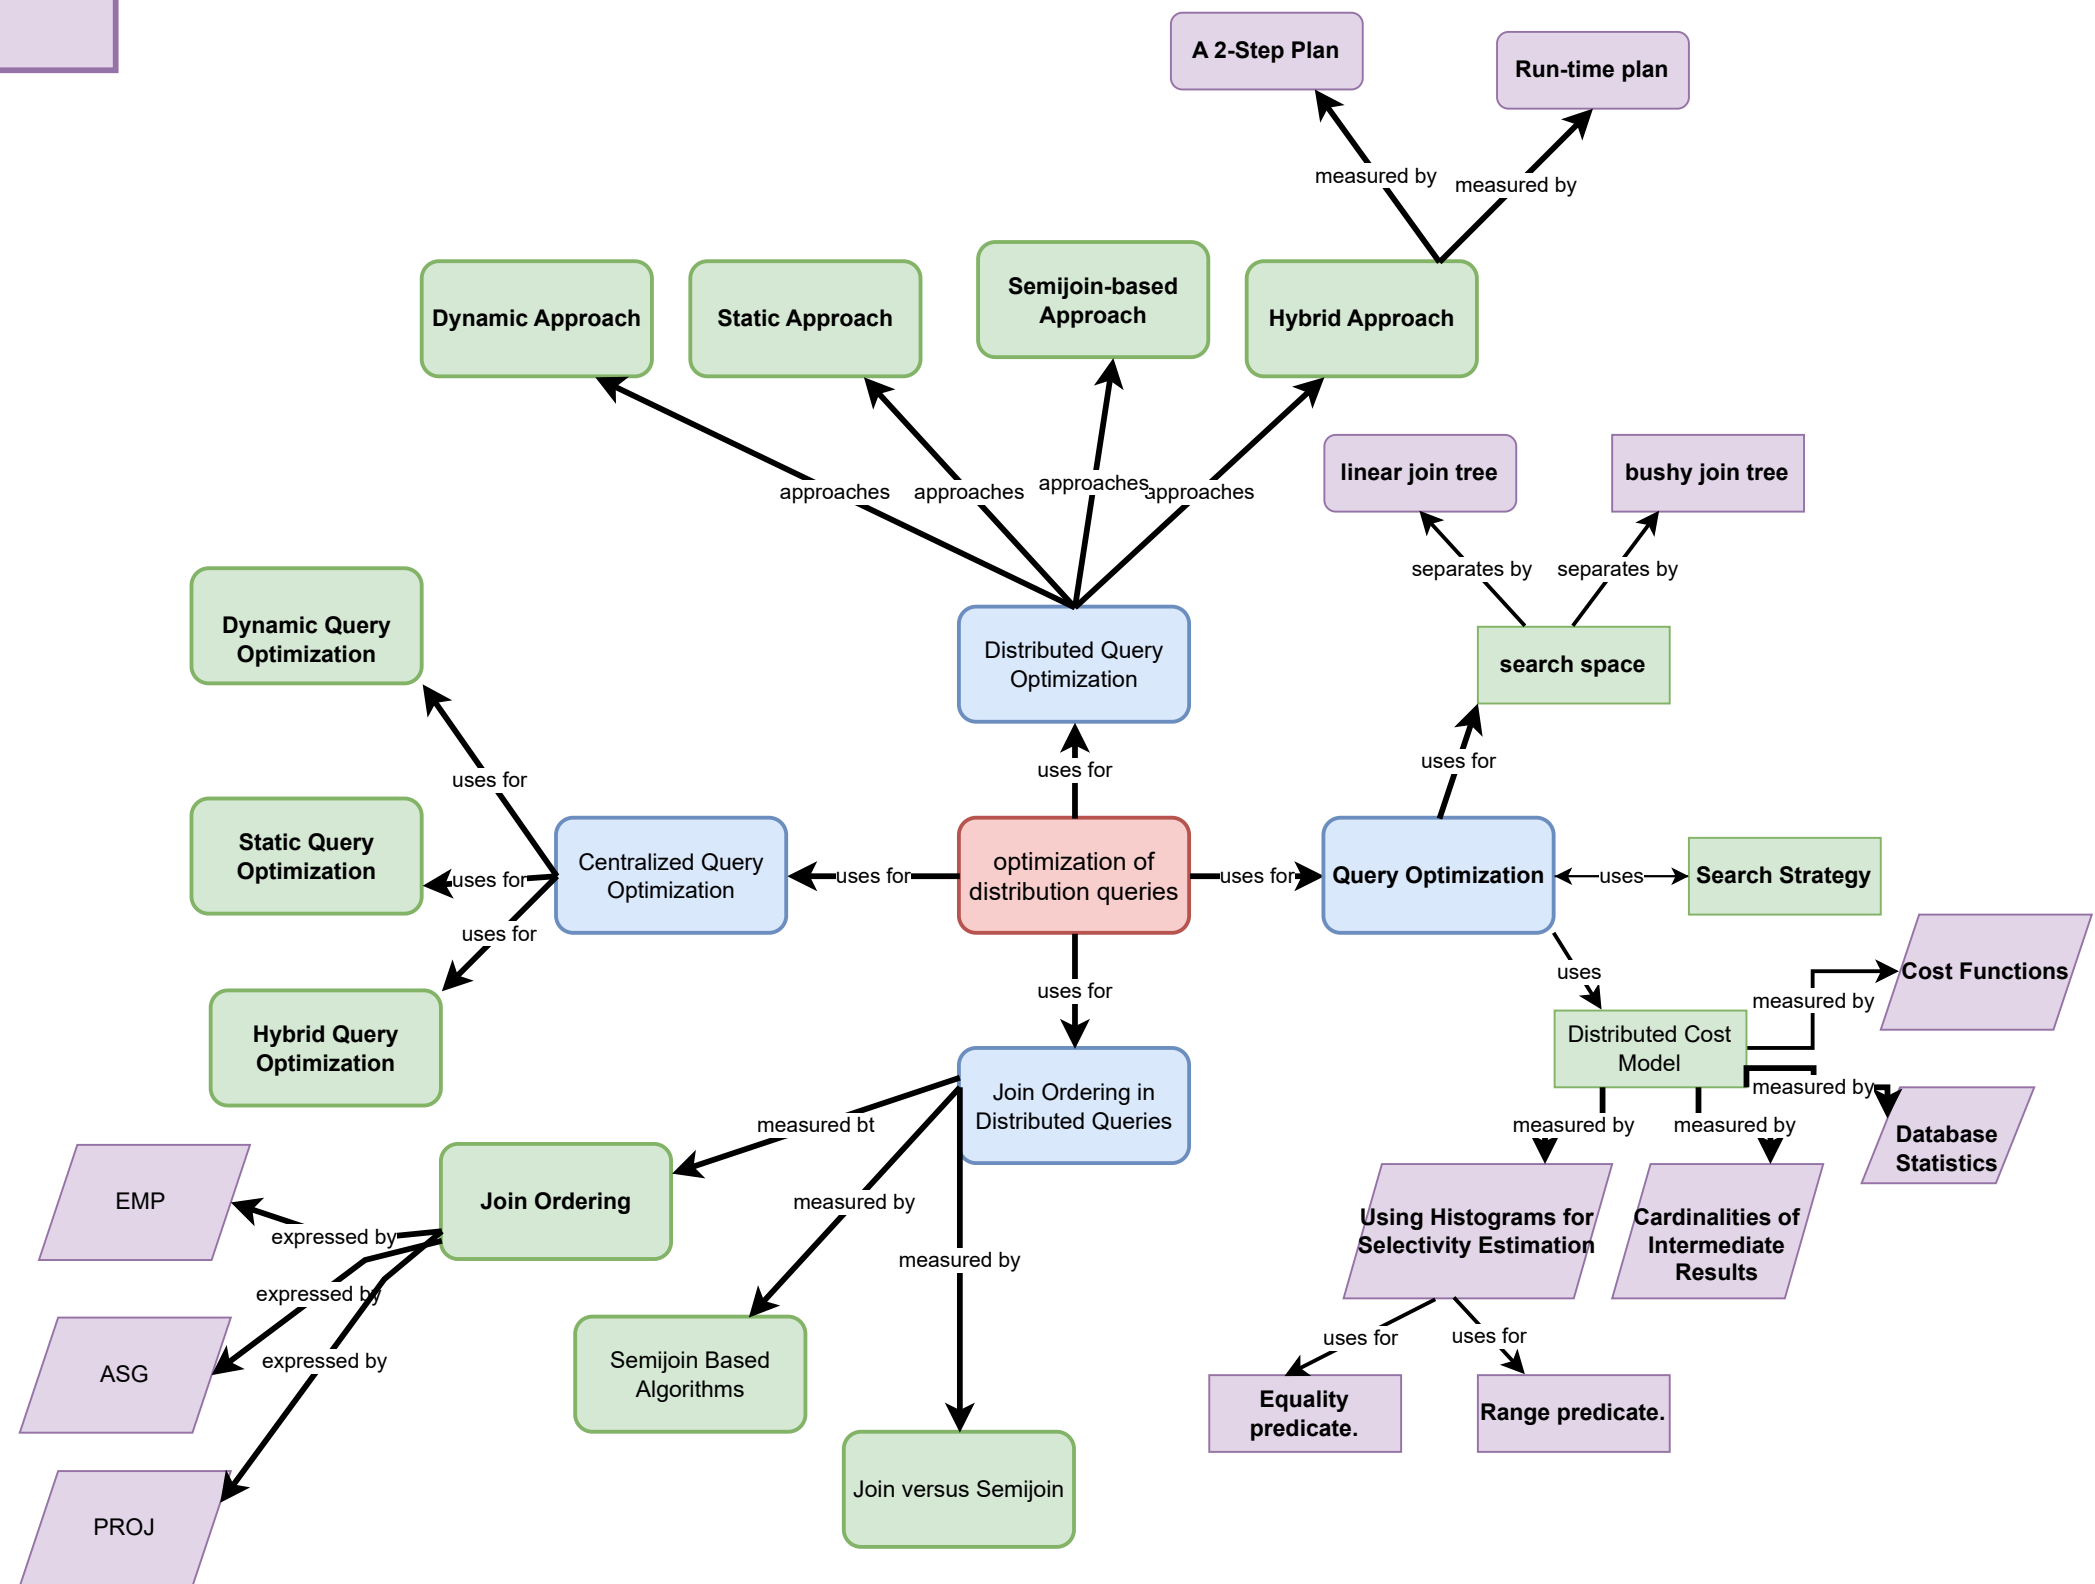 A 2-Step Plan
Run-time plan
measured by
measured by
Dynamic Approach
Static Approach
Semijoin-based
Approach
Hybrid Approach
approaches
approaches
approaches
approaches
linear join tree
bushy join tree
separates by
separates by
Dynamic Query
Optimization
Distributed Query
Optimization
search space
uses for
uses for
uses for
Static Query
Optimization
uses for
Centralized Query
Optimization
uses for
optimization of
distribution queries
uses for
Query Optimization
uses
Search Strategy
uses for
Hybrid Query
Optimization
uses for
uses
Cost Functions
measured by
Distributed Cost
Model
measured by
Database
Statistics
Join Ordering in
Distributed Queries
measured bt
measured by
measured by
measured by
measured by
Join Ordering
EMP
expressed by
expressed by
expressed by
ASG
PROJ
Using Histograms for
Selectivity Estimation
Cardinalities of
Intermediate
Results
uses for
uses for
Semijoin Based
Algorithms
Equality
predicate.
Range predicate.
Join versus Semijoin